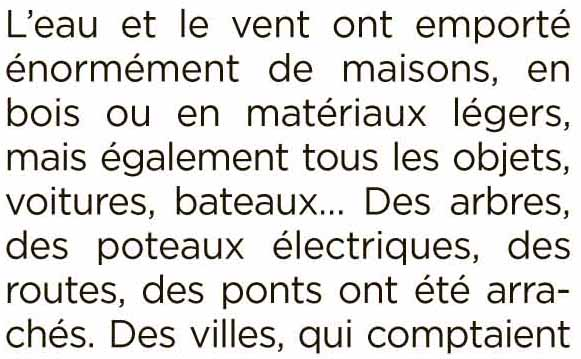 L'eau et le vent ont emporté
énormément de maisons, en
bois ou en matériaux légers,
mais également tous les objets,
voitures, bateaux... Des arbres,
des poteaux électriques, des
routes, des ponts ont été arra-
chés. Des villes, qui comptaient